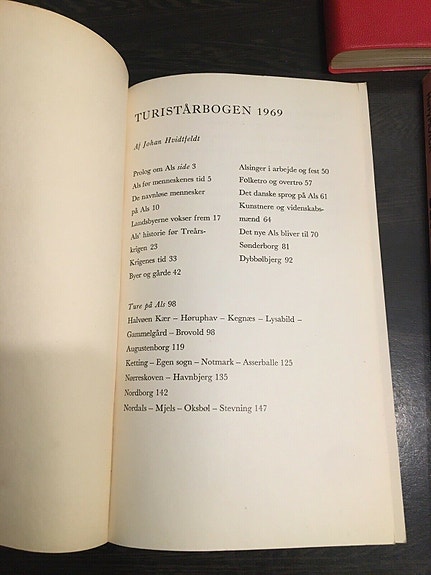 TURISTÅRBOGEN 1969
Af Johan Hvidtfeldt
Prolog om Als side 3
Als før menneskenes tid 5
De navnløse mennesker
på Als 10
Landsbyerne vokser frem 17
Als' historie før Treårs-
krigen 23
Krigenes tid 33
Byer og gårde 42
Alsinger i arbejde og fest 50
Folketro og overtro 57
Det danske sprog på Als 61
Kunstnere og videnskabs-
mænd 64
Det nye Als bliver til 70
Sønderborg 81
Dybbølbjerg 92
Ture på Als 98
Halvøen Kær – Høruphav – Kegnæs – Lysabild –
Gammelgård – Brovold 98
Augustenborg 119
Ketting – Egen sogn – Notmark – Asserballe 125
Nørreskoven – Havnbjerg 135
Nordborg 142
Nordals – Mjels – Oksbøl – Stevning 147